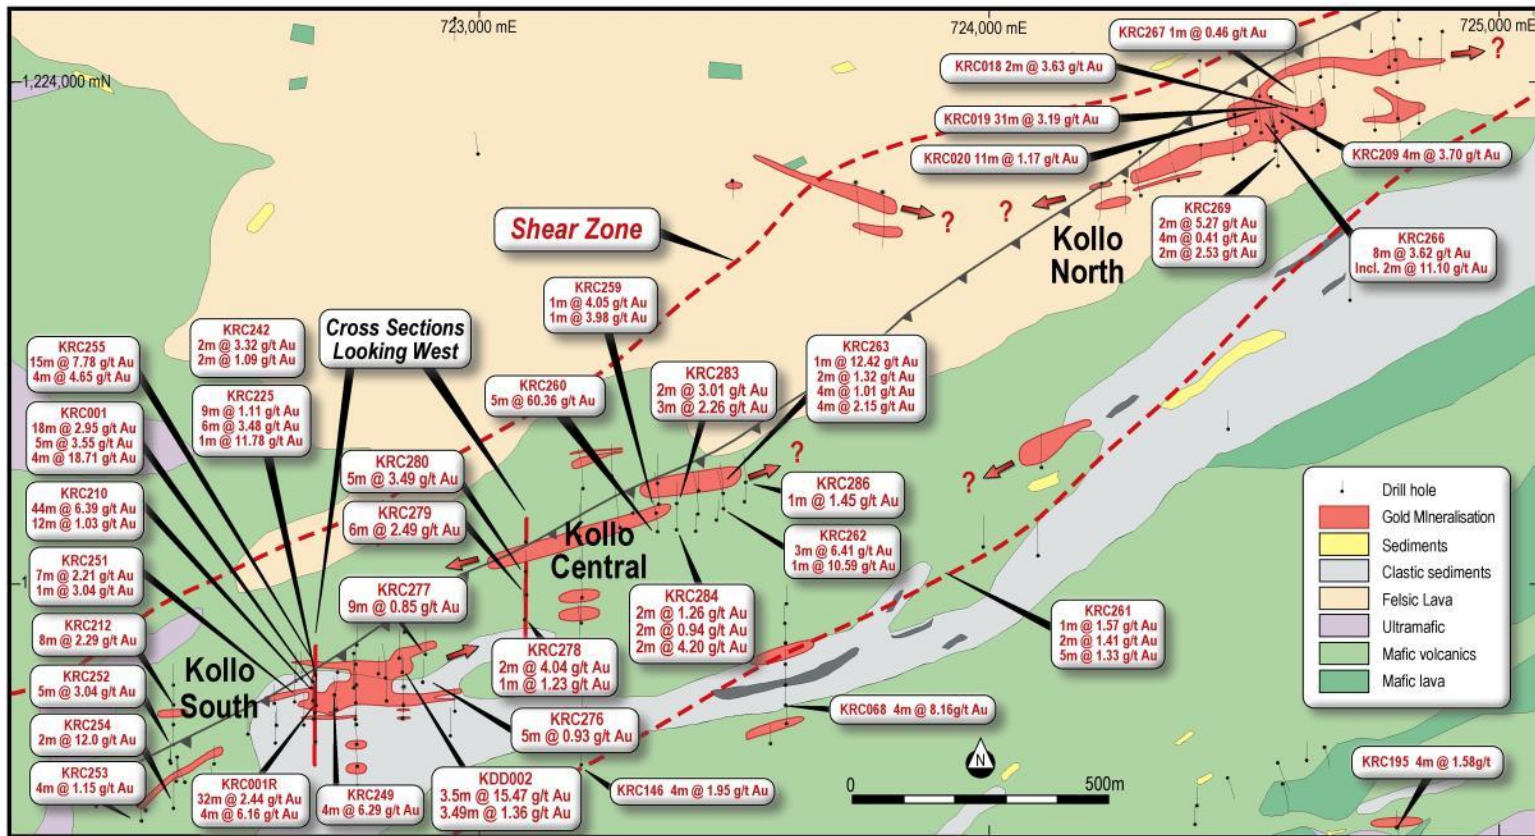 723,000 mE
724,000 mE
725,000 mE
1,224,000 mN
KRC267 1m @ 0.46 g/t Au
KRC018 2m @ 3.63 g/t Au
KRC019 31m @ 3.19 g/t Au
KRC020 11m @ 1.17 g/t Au
KRC209 4m @ 3.70 g/t Au
?
?
?
Shear Zone
Kollo
North
KRC269
2m @ 5.27 g/t Au
4m @ 0.41 g/t Au
2m @ 2.53 g/t Au
KRC266
8m @ 3.62 g/t Au
Incl. 2m @ 11.10 g/t Au
KRC259
1m @ 4.05 g/t Au
1m @ 3.98 g/t Au
Cross Sections
Looking West
KRC242
2m @ 3.32 g/t Au
2m @ 1.09 g/t Au
KRC255
15m @ 7.78 g/t Au
4m @ 4.65 g/t Au
KRC225
9m @ 1.11 g/t Au
6m @ 3.48 g/t Au
1m @ 11.78 g/t Au
KRC260
5m @ 60.36 g/t Au
KRC283
2m @ 3.01 g/t Au
3m @ 2.26 g/t Au
KRC263
1m @ 12.42 g/t Au
2m @ 1.32 g/t Au
4m @ 1.01 g/t Au
4m @ 2.15 g/t Au
KRC001
18m @ 2.95 g/t Au
5m @ 3.55 g/t Au
4m @ 18.71 g/t Au
KRC280
5m @ 3.49 g/t Au
?
?
KRC286
1m @ 1.45 g/t Au
KRC210
44m @ 6.39 g/t Au
12m @ 1.03 g/t Au
KRC279
6m @ 2.49 g/t Au
Kollo
Central
KRC262
3m @ 6.41 g/t Au
1m @ 10.59 g/t Au
KRC251
7m @ 2.21 g/t Au
1m @ 3.04 g/t Au
KRC277
9m @ 0.85 g/t Au
KRC284
2m @ 1.26 g/t Au
2m @ 0.94 g/t Au
2m @ 4.20 g/t Au
KRC261
1m @ 1.57 g/t Au
2m @ 1.41 g/t Au
5m @ 1.33 g/t Au
KRC212
8m @ 2.29 g/t Au
KRC278
2m @ 4.04 g/t Au
1m @ 1.23 g/t Au
Kollo
South
KRC252
5m @ 3.04 g/t Au
KRC276
5m @ 0.93 g/t Au
KRC068 4m @ 8.16g/t Au
KRC254
2m @ 12.0 g/t Au
KRC253
4m @ 1.15 g/t Au
KRC001R
32m @ 2.44 g/t Au
4m @ 6.16 g/t Au
KRC249
4m @ 6.29 g/t Au
KDD002
3.5m @ 15.47 g/t Au
3.49m @ 1.36 g/t Au
KRC146 4m @ 1.95 g/t Au
KRC195 4m @ 1.58g/t
N
0
500m
Drill hole
Gold MIneralisation
Sediments
Clastic sediments
Felsic Lava
Ultramafic
Mafic volcanics
Mafic lava